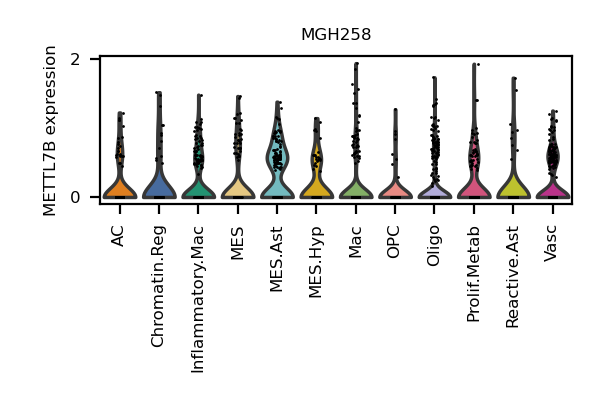 MGH258
METTL7B expression
2
0
AC
Chromatin.Reg
Inflammatory.Mac
MES
MES.Ast
MES.Hyp
Mac
OPC
Oligo
Prolif.Metab
Reactive.Ast
Vasc